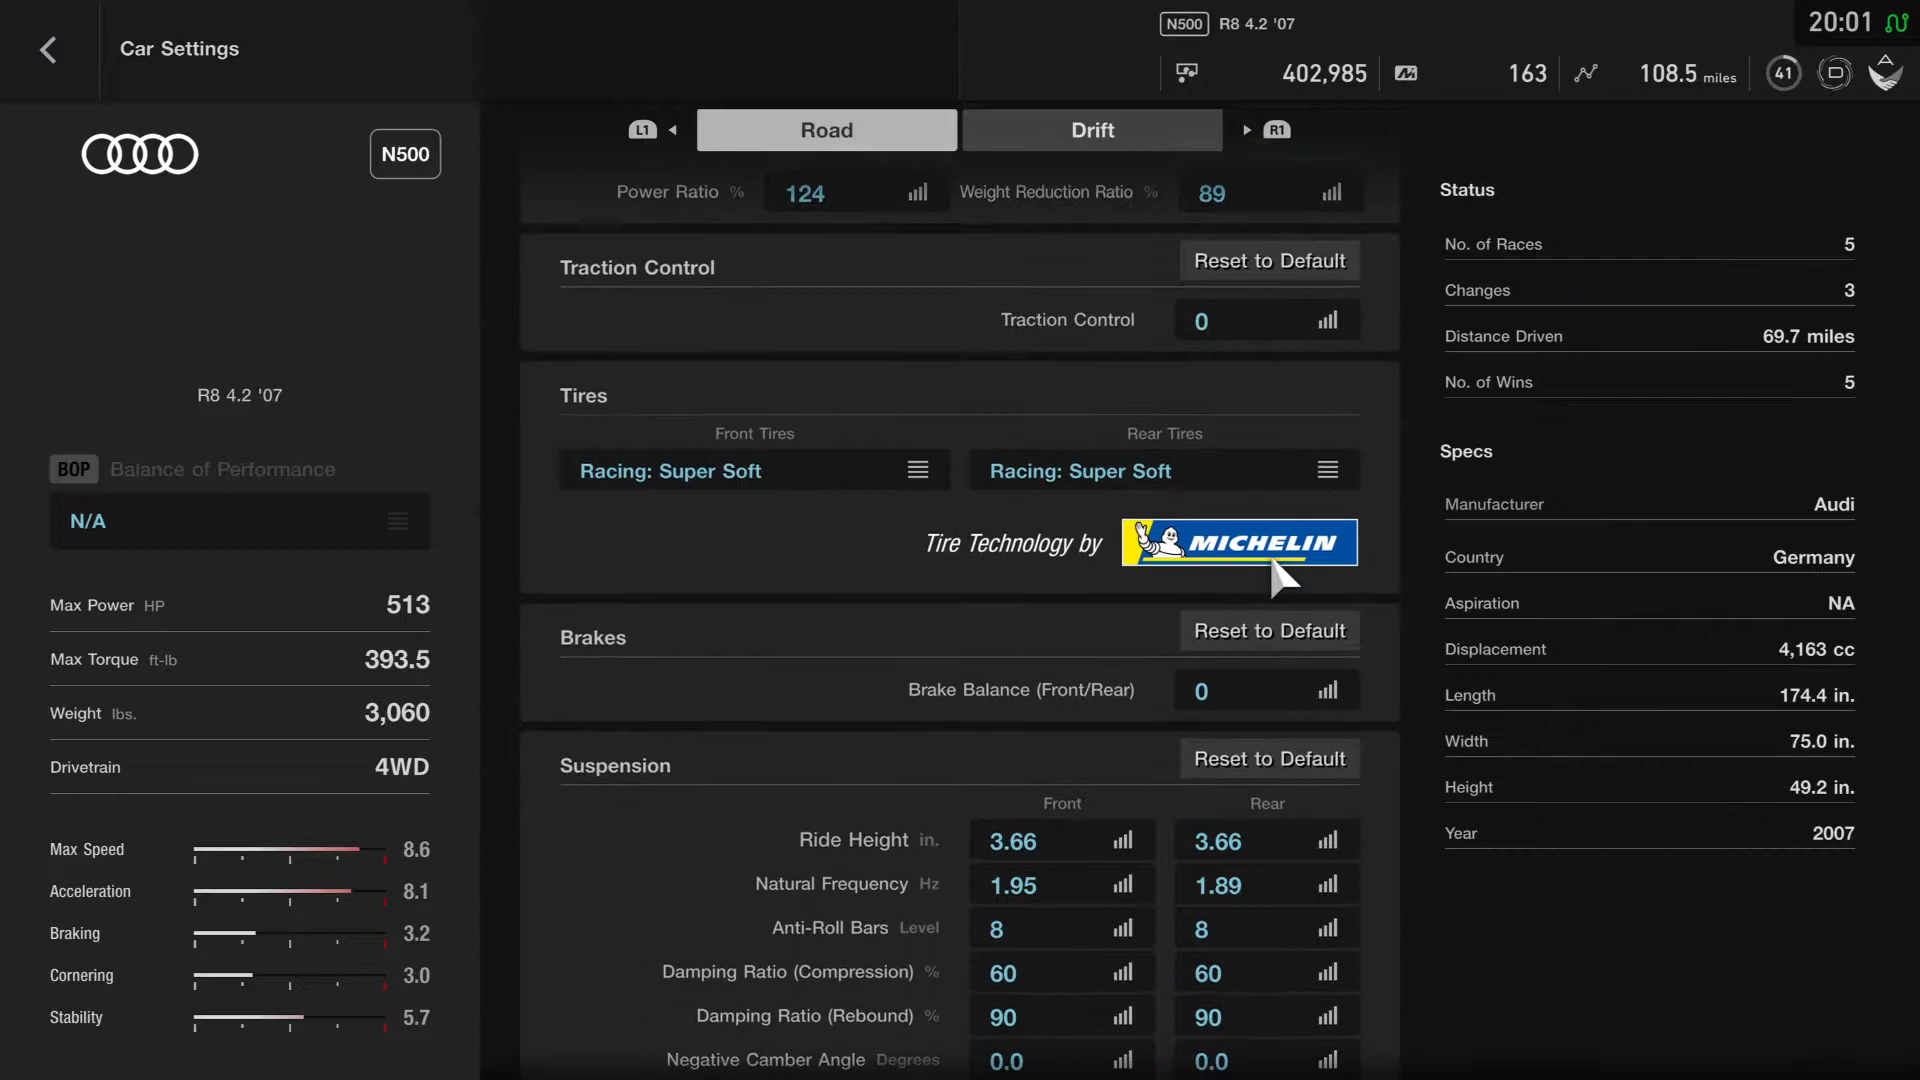 Car Settings
N500 R8 4.2 '07
20:01
402,985 163 108.5 miles 41
N500
R8 4.2 '07
BOP Balance of Performance
N/A
Max Power HP 513
Max Torque ft-lb 393.5
Weight lbs. 3,060
Drivetrain 4WD
Max Speed 8.6
Acceleration 8.1
Braking 3.2
Cornering 3.0
Stability 5.7
L1 Road Drift R1
Power Ratio % 124 Weight Reduction Ratio % 89
Traction Control Reset to Default
Traction Control 0
Tires
Front Tires Rear Tires
Racing: Super Soft Racing: Super Soft
Tire Technology by MICHELIN
Brakes Reset to Default
Brake Balance (Front/Rear) 0
Suspension Reset to Default
Front Rear
Ride Height in. 3.66 3.66
Natural Frequency Hz 1.95 1.89
Anti-Roll Bars Level 8 8
Damping Ratio (Compression) % 60 60
Damping Ratio (Rebound) % 90 90
Negative Camber Angle Degrees 0.0 0.0
Status
No. of Races 5
Changes 3
Distance Driven 69.7 miles
No. of Wins 5
Specs
Manufacturer Audi
Country Germany
Aspiration NA
Displacement 4,163 cc
Length 174.4 in.
Width 75.0 in.
Height 49.2 in.
Year 2007